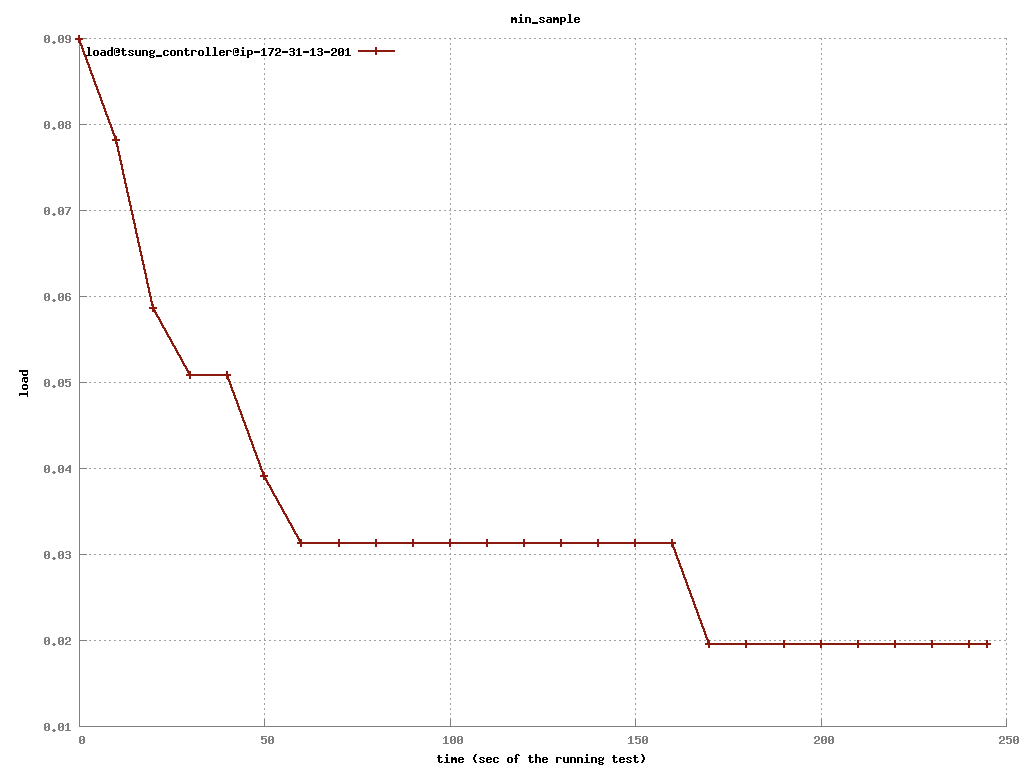 min_sample
load@tsung_controller@ip-172-31-13-201
0.09
0.08
0.07
0.06
0.05
0.04
0.03
0.02
0.01
load
0 50 100 150 200 250
time (sec of the running test)